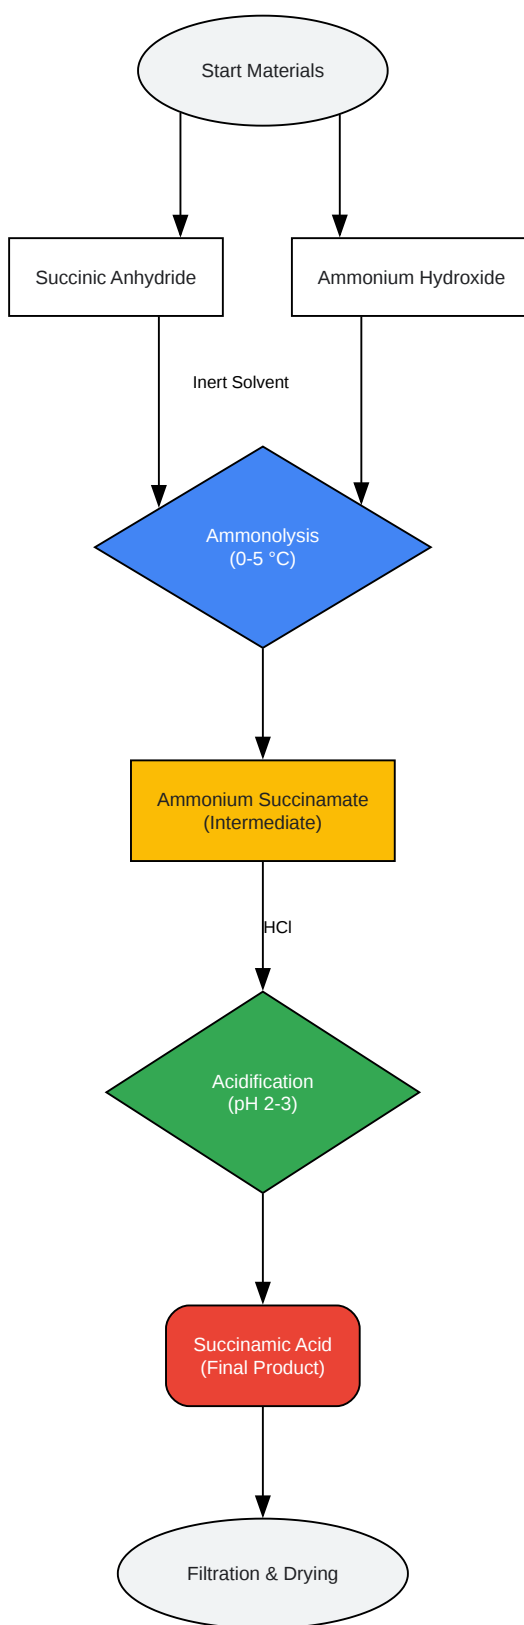 Start Materials
Succinic Anhydride
Ammonium Hydroxide
Inert Solvent
Ammonolysis
(0-5 °C)
Ammonium Succinamate
(Intermediate)
HCl
Acidification
(pH 2-3)
Succinamic Acid
(Final Product)
Filtration & Drying